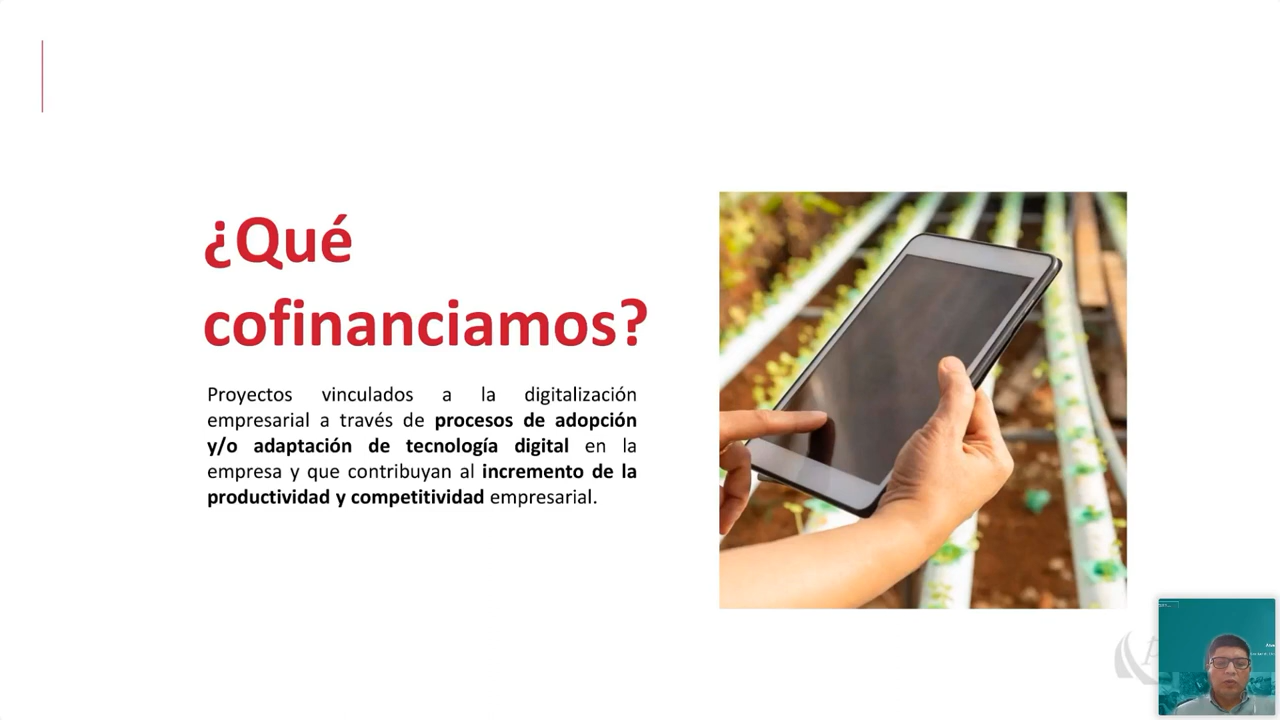 ¿Qué
cofinanciamos?
Proyectos vinculados a la digitalización
empresarial a través de procesos de adopción
y/o adaptación de tecnología digital en la
empresa y que contribuyan al incremento de la
productividad y competitividad empresarial.